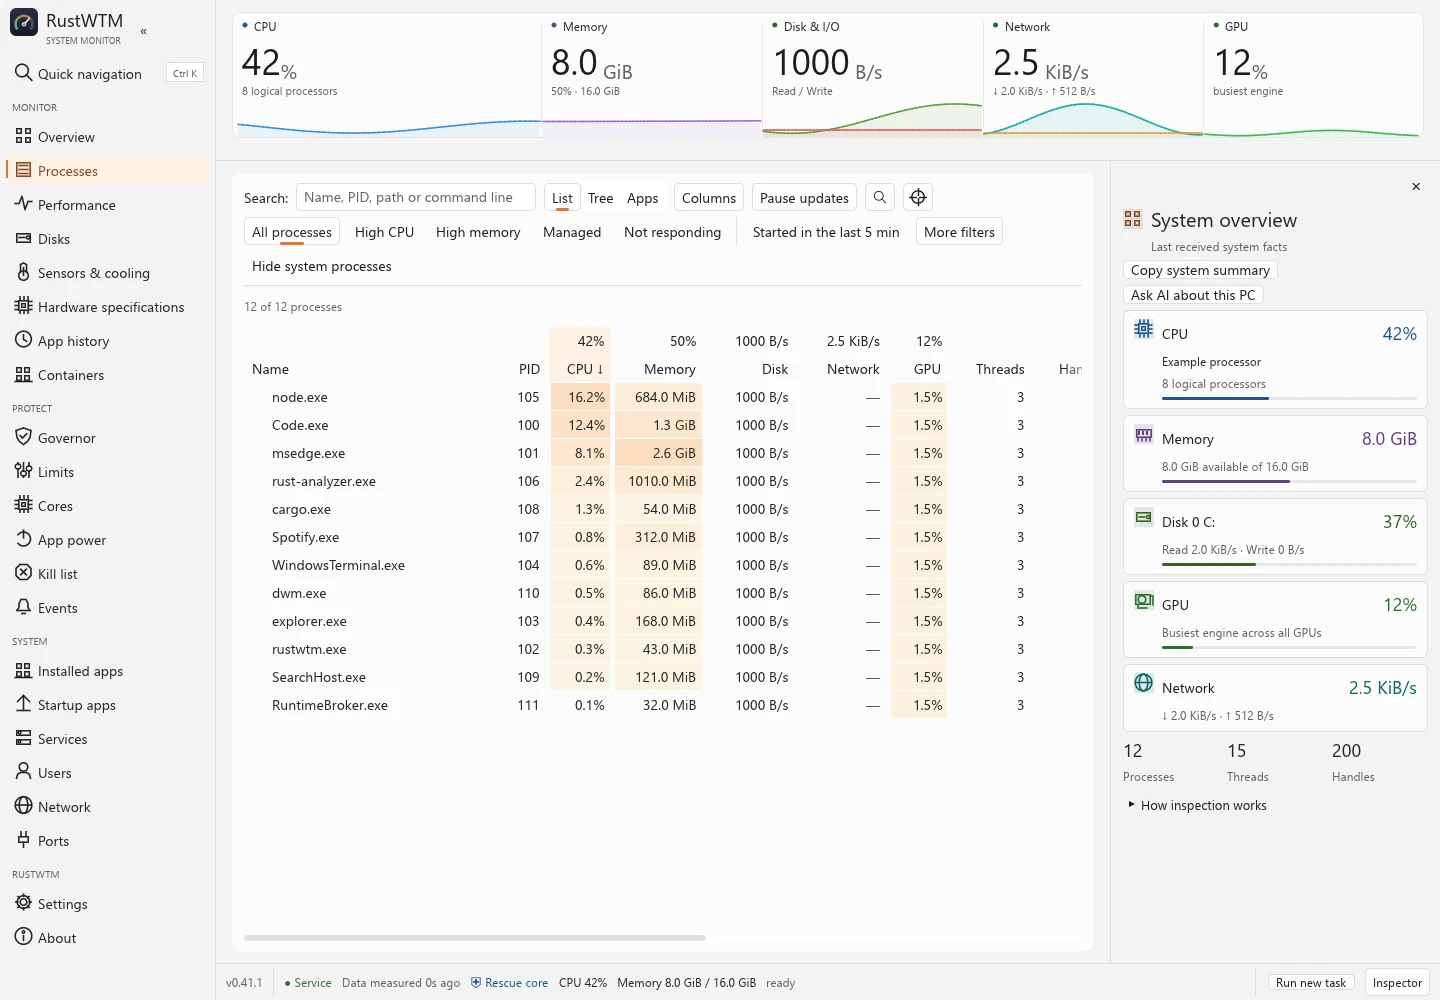 RustWTM
SYSTEM MONITOR
«
Quick navigation Ctrl K
MONITOR
Overview
Processes
Performance
Disks
Sensors & cooling
Hardware specifications
App history
Containers
PROTECT
Governor
Limits
Cores
App power
Kill list
Events
SYSTEM
Installed apps
Startup apps
Services
Users
Network
Ports
RUSTWTM
Settings
About
CPU
42%
8 logical processors
Memory
8.0 GiB
50% · 16.0 GiB
Disk & I/O
1000 B/s
Read / Write
Network
2.5 KiB/s
↓ 2.0 KiB/s · ↑ 512 B/s
GPU
12%
busiest engine
Search: Name, PID, path or command line List Tree Apps Columns Pause updates
All processes High CPU High memory Managed Not responding Started in the last 5 min More filters
Hide system processes
12 of 12 processes
42% 50% 1000 B/s 2.5 KiB/s 12%
Name PID CPU ↓ Memory Disk Network GPU Threads Han
node.exe 105 16.2% 684.0 MiB 1000 B/s — 1.5% 3
Code.exe 100 12.4% 1.3 GiB 1000 B/s — 1.5% 3
msedge.exe 101 8.1% 2.6 GiB 1000 B/s — 1.5% 3
rust-analyzer.exe 106 2.4% 1010.0 MiB 1000 B/s — 1.5% 3
cargo.exe 108 1.3% 54.0 MiB 1000 B/s — 1.5% 3
Spotify.exe 107 0.8% 312.0 MiB 1000 B/s — 1.5% 3
WindowsTerminal.exe 104 0.6% 89.0 MiB 1000 B/s — 1.5% 3
dwm.exe 110 0.5% 86.0 MiB 1000 B/s — 1.5% 3
explorer.exe 103 0.4% 168.0 MiB 1000 B/s — 1.5% 3
rustwtm.exe 102 0.3% 43.0 MiB 1000 B/s — 1.5% 3
SearchHost.exe 109 0.2% 121.0 MiB 1000 B/s — 1.5% 3
RuntimeBroker.exe 111 0.1% 32.0 MiB 1000 B/s — 1.5% 3
×
System overview
Last received system facts
Copy system summary
Ask AI about this PC
CPU 42%
Example processor
8 logical processors
Memory 8.0 GiB
8.0 GiB available of 16.0 GiB
Disk 0 C: 37%
Read 2.0 KiB/s · Write 0 B/s
GPU 12%
Busiest engine across all GPUs
Network 2.5 KiB/s
↓ 2.0 KiB/s · ↑ 512 B/s
12 15 200
Processes Threads Handles
How inspection works
v0.41.1 Service Data measured 0s ago Rescue core CPU 42% Memory 8.0 GiB / 16.0 GiB ready Run new task Inspector